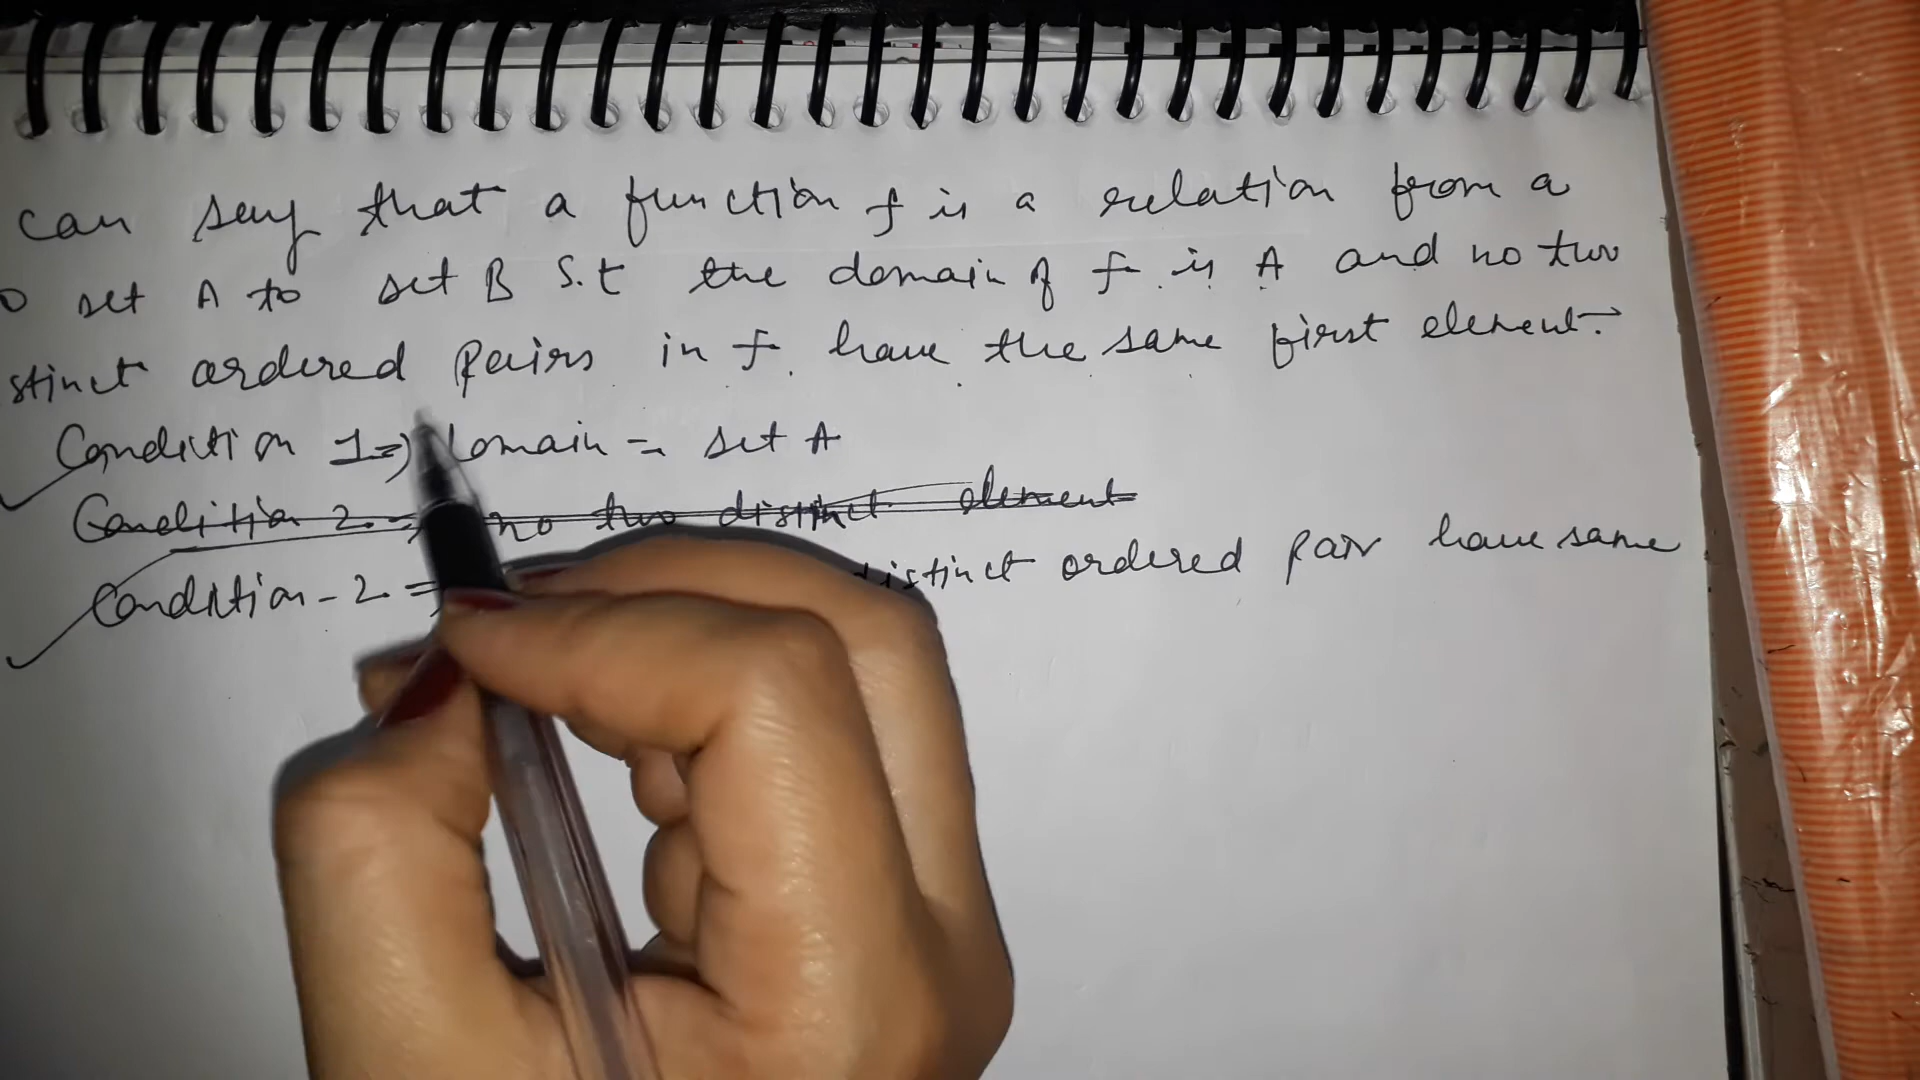 can say that a function f is a relation from a
set A to set B S.t the domain of f is A and no two
stinct ordered pairs in f have the same first element.
Condition 1 => domain = set A
Condition 2 => no two distinct element
Condition - 2 => distinct ordered pair have same